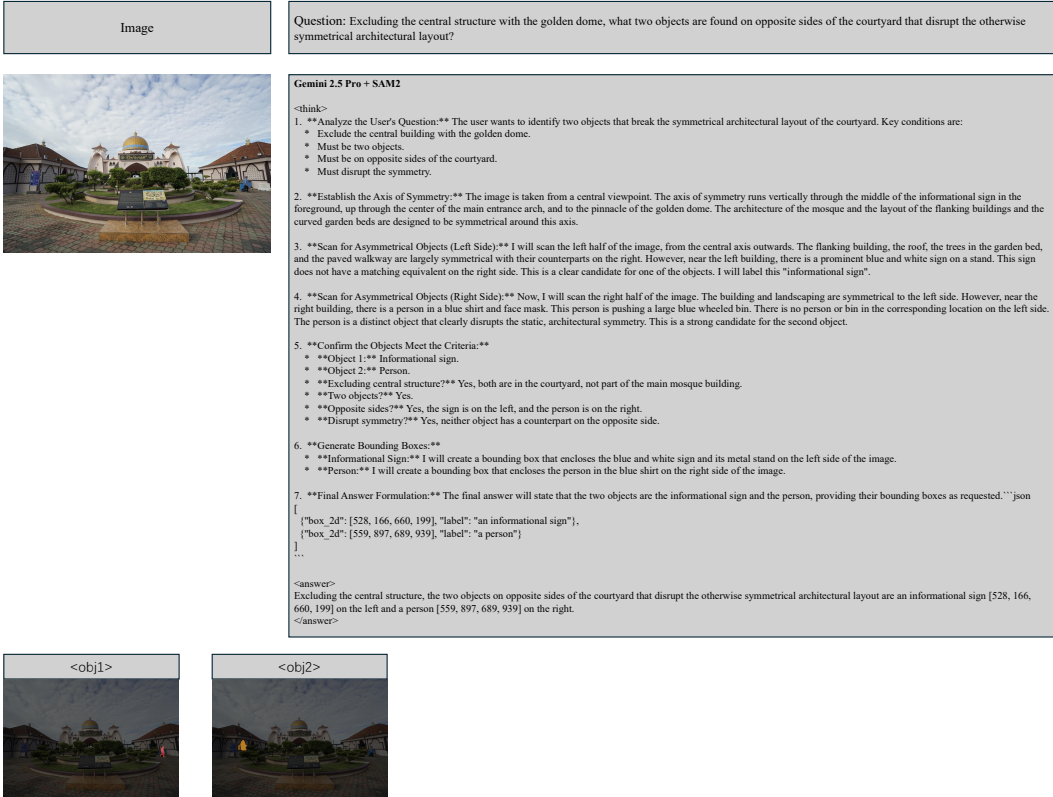 Image
Question: Excluding the central structure with the golden dome, what two objects are found on opposite sides of the courtyard that disrupt the otherwise
symmetrical architectural layout?
Gemini 2.5 Pro + SAM2
<think>
1. **Analyze the User's Question:** The user wants to identify two objects that break the symmetrical architectural layout of the courtyard. Key conditions are:
* Exclude the central building with the golden dome.
* Must be two objects.
* Must be on opposite sides of the courtyard.
* Must disrupt the symmetry.
2. **Establish the Axis of Symmetry:** The image is taken from a central viewpoint. The axis of symmetry runs vertically through the middle of the informational sign in the
foreground, up through the center of the main entrance arch, and to the pinnacle of the golden dome. The architecture of the mosque and the layout of the flanking buildings and the
curved garden beds are designed to be symmetrical around this axis.
3. **Scan for Asymmetrical Objects (Left Side):** I will scan the left half of the image, from the central axis outwards. The flanking building, the roof, the trees in the garden bed,
and the paved walkway are largely symmetrical with their counterparts on the right. However, near the left building, there is a prominent blue and white sign on a stand. This sign
does not have a matching equivalent on the right side. This is a clear candidate for one of the objects. I will label this "informational sign".
4. **Scan for Asymmetrical Objects (Right Side):** Now, I will scan the right half of the image. The building and landscaping are symmetrical to the left side. However, near the
right building, there is a person in a blue shirt and face mask. This person is pushing a large blue wheeled bin. There is no person or bin in the corresponding location on the left side.
The person is a distinct object that clearly disrupts the static, architectural symmetry. This is a strong candidate for the second object.
5. **Confirm the Objects Meet the Criteria:**
* **Object 1:** Informational sign.
* **Object 2:** Person.
* **Excluding central structure?** Yes, both are in the courtyard, not part of the main mosque building.
* **Two objects?** Yes.
* **Opposite sides?** Yes, the sign is on the left, and the person is on the right.
* **Disrupt symmetry?** Yes, neither object has a counterpart on the opposite side.
6. **Generate Bounding Boxes:**
* **Informational Sign:** I will create a bounding box that encloses the blue and white sign and its metal stand on the left side of the image.
* **Person:** I will create a bounding box that encloses the person in the blue shirt on the right side of the image.
7. **Final Answer Formulation:** The final answer will state that the two objects are the informational sign and the person, providing their bounding boxes as requested.```json
[
{"box_2d": [528, 166, 660, 199], "label": "an informational sign"},
{"box_2d": [559, 897, 689, 939], "label": "a person"}
]
```
<answer>
Excluding the central structure, the two objects on opposite sides of the courtyard that disrupt the otherwise symmetrical architectural layout are an informational sign [528, 166,
660, 199] on the left and a person [559, 897, 689, 939] on the right.
</answer>
<obj1>
<obj2>